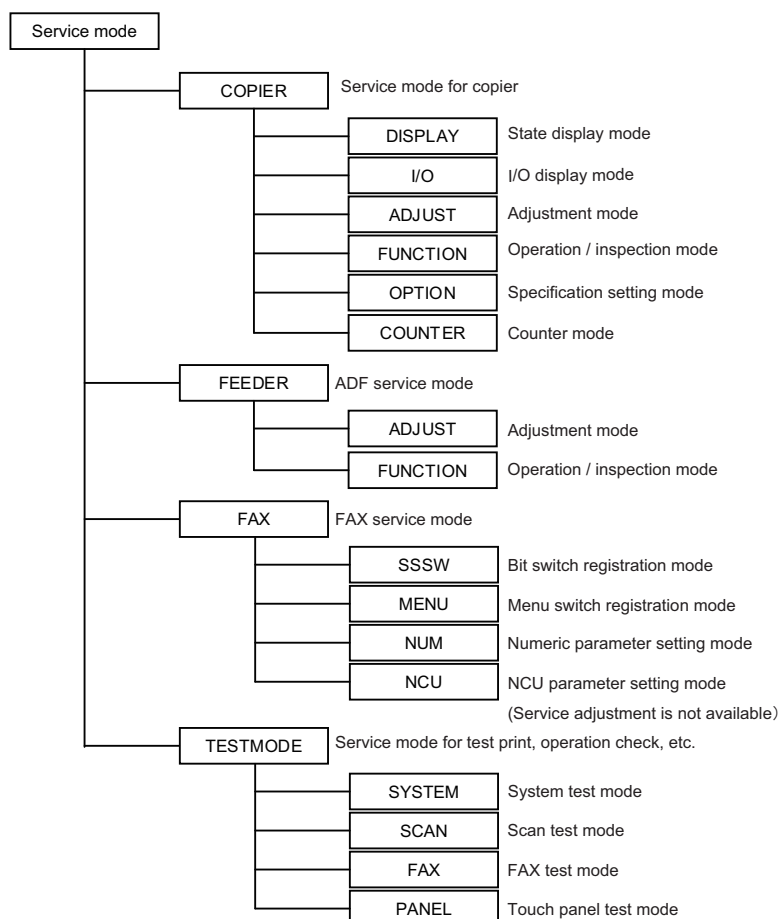 Service mode
COPIER Service mode for copier
DISPLAY State display mode
I/O I/O display mode
ADJUST Adjustment mode
FUNCTION Operation / inspection mode
OPTION Specification setting mode
COUNTER Counter mode
FEEDER ADF service mode
ADJUST Adjustment mode
FUNCTION Operation / inspection mode
FAX FAX service mode
SSSW Bit switch registration mode
MENU Menu switch registration mode
NUM Numeric parameter setting mode
NCU NCU parameter setting mode
(Service adjustment is not available)
TESTMODE Service mode for test print, operation check, etc.
SYSTEM System test mode
SCAN Scan test mode
FAX FAX test mode
PANEL Touch panel test mode